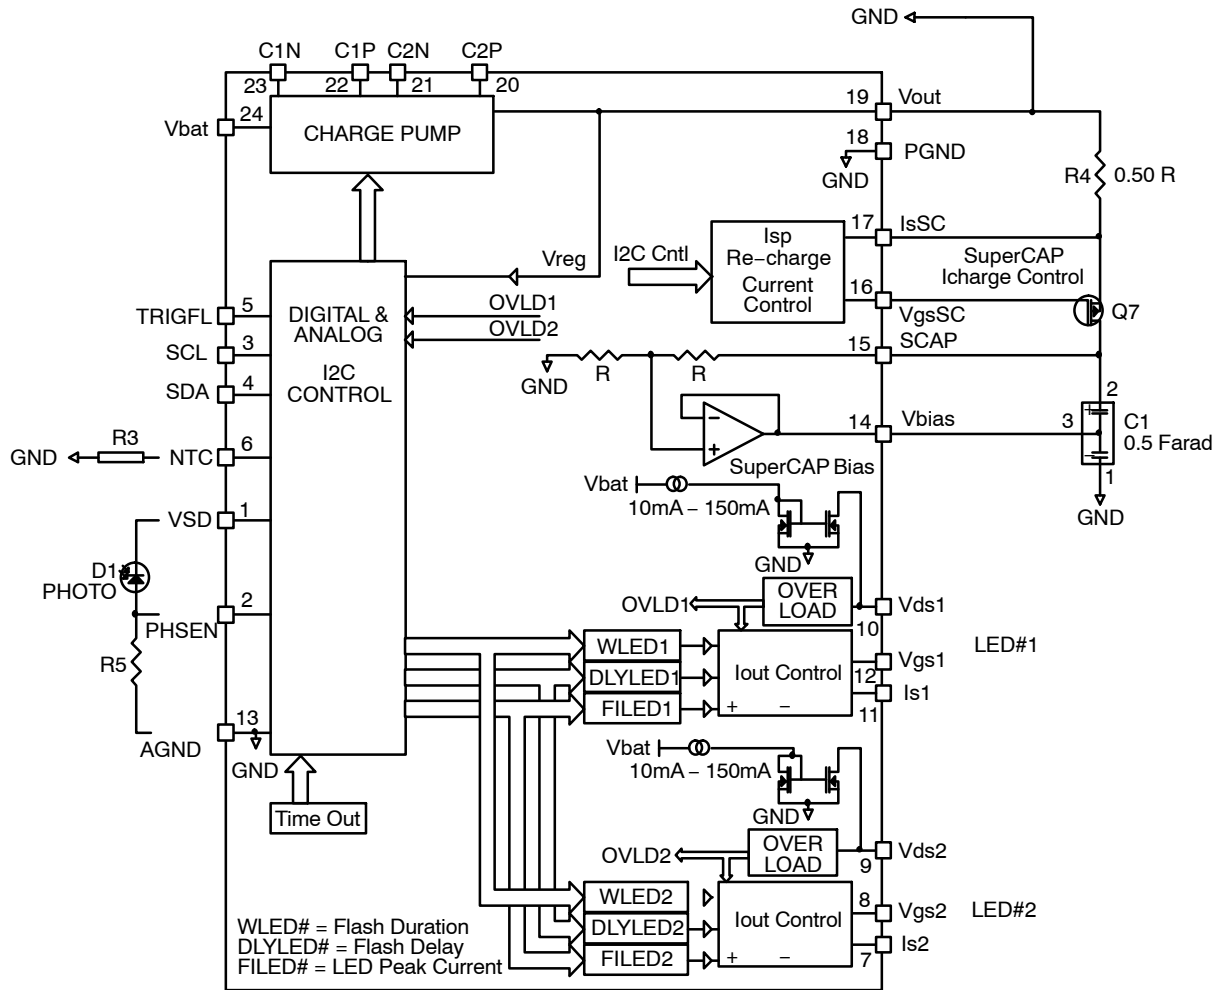 GND
C1N
C1P
C2N
C2P
23
22
21
20
24
Vbat
CHARGE PUMP
19
Vout
18
PGND
GND
R4
0.50 R
17
IsSC
Isp
Re–charge
Current
Control
I2C Cntl
Vreg
SuperCAP
Icharge Control
16
VgsSC
Q7
OVLD1
OVLD2
DIGITAL &
ANALOG
I2C
CONTROL
TRIGFL
5
SCL
3
SDA
4
15
SCAP
GND
R
R
2
GND
R3
NTC
6
–
+
14
Vbias
3
+
–
C1
0.5 Farad
1
GND
SuperCAP Bias
Vbat
10mA – 150mA
GND
VSD
1
D1
PHOTO
2
PHSEN
R5
OVLD1
OVER
LOAD
Vds1
10
LED#1
WLED1
DLYLED1
FILED1
Iout Control
+
–
Vgs1
12
Is1
11
13
AGND
GND
Vbat
10mA – 150mA
GND
Time Out
OVLD2
OVER
LOAD
Vds2
9
WLED2
DLYLED2
FILED2
Iout Control
+
–
8
Vgs2
LED#2
Is2
7
WLED# = Flash Duration
DLYLED# = Flash Delay
FILED# = LED Peak Current